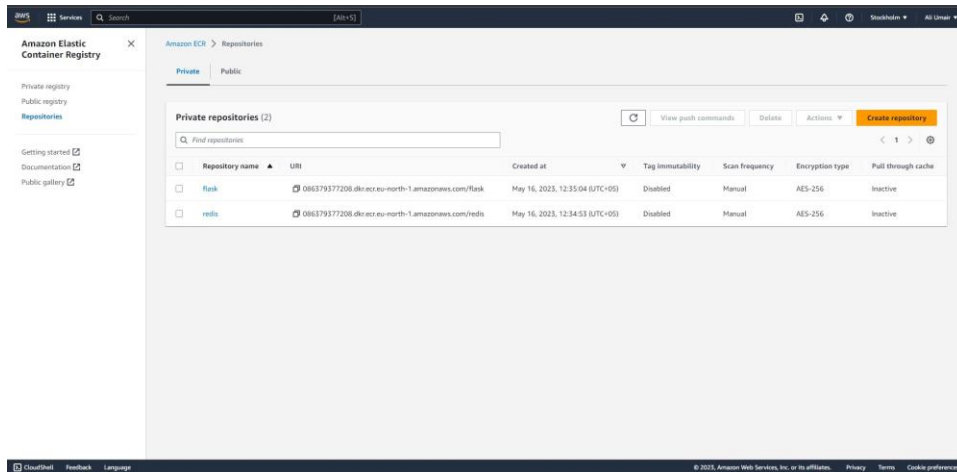 aws Services Search [Alt+S] Stockholm Ali Umair
Amazon Elastic Container Registry
Private registry
Public registry
Repositories
Getting started
Documentation
Public gallery
Amazon ECR > Repositories
Private Public
Private repositories (2) View push commands Delete Actions Create repository
Find repositories < 1 >
Repository name URI Created at Tag immutability Scan frequency Encryption type Pull through cache
flask 086379377208.dkr.ecr.eu-north-1.amazonaws.com/flask May 16, 2023, 12:35:04 (UTC+05) Disabled Manual AES-256 Inactive
redis 086379377208.dkr.ecr.eu-north-1.amazonaws.com/redis May 16, 2023, 12:34:53 (UTC+05) Disabled Manual AES-256 Inactive
CloudShell Feedback Language © 2023, Amazon Web Services, Inc. or its affiliates. Privacy Terms Cookie preferences